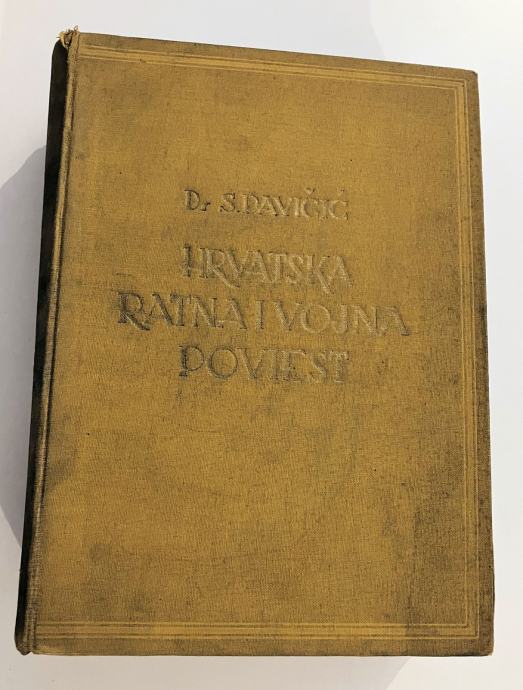 Dr S. PAVIČIĆ
HRVATSKA
RATNA I VOJNA
POVIEST